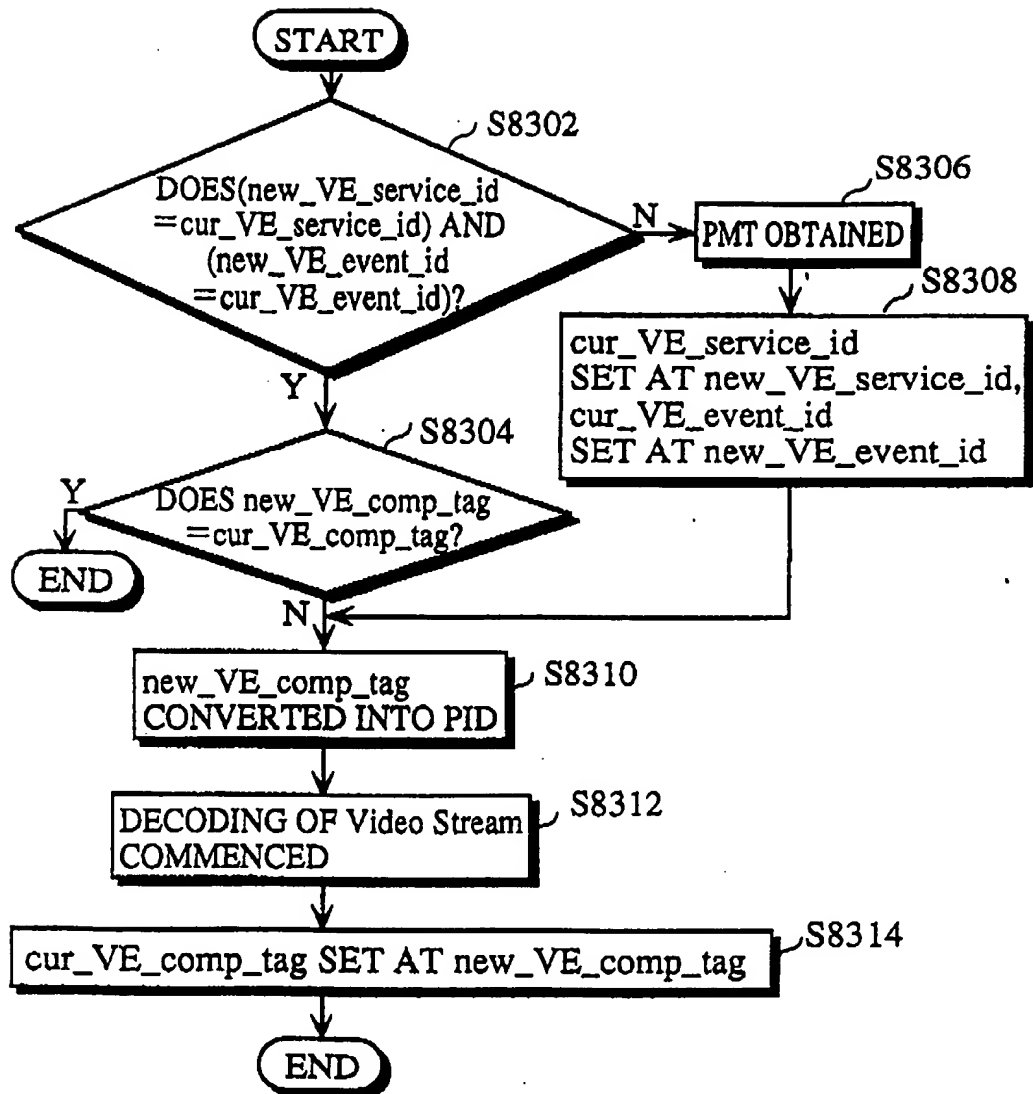 START
S8302
DOES(new_VE_service_id
=cur_VE_service_id) AND
(new_VE_event_id
=cur_VE_event_id)?
N
S8306
PMT OBTAINED
S8308
cur_VE_service_id
SET AT new_VE_service_id,
cur_VE_event_id
SET AT new_VE_event_id
Y
S8304
DOES new_VE_comp_tag
=cur_VE_comp_tag?
Y
END
N
S8310
new_VE_comp_tag
CONVERTED INTO PID
S8312
DECODING OF Video Stream
COMMENCED
S8314
cur_VE_comp_tag SET AT new_VE_comp_tag
END